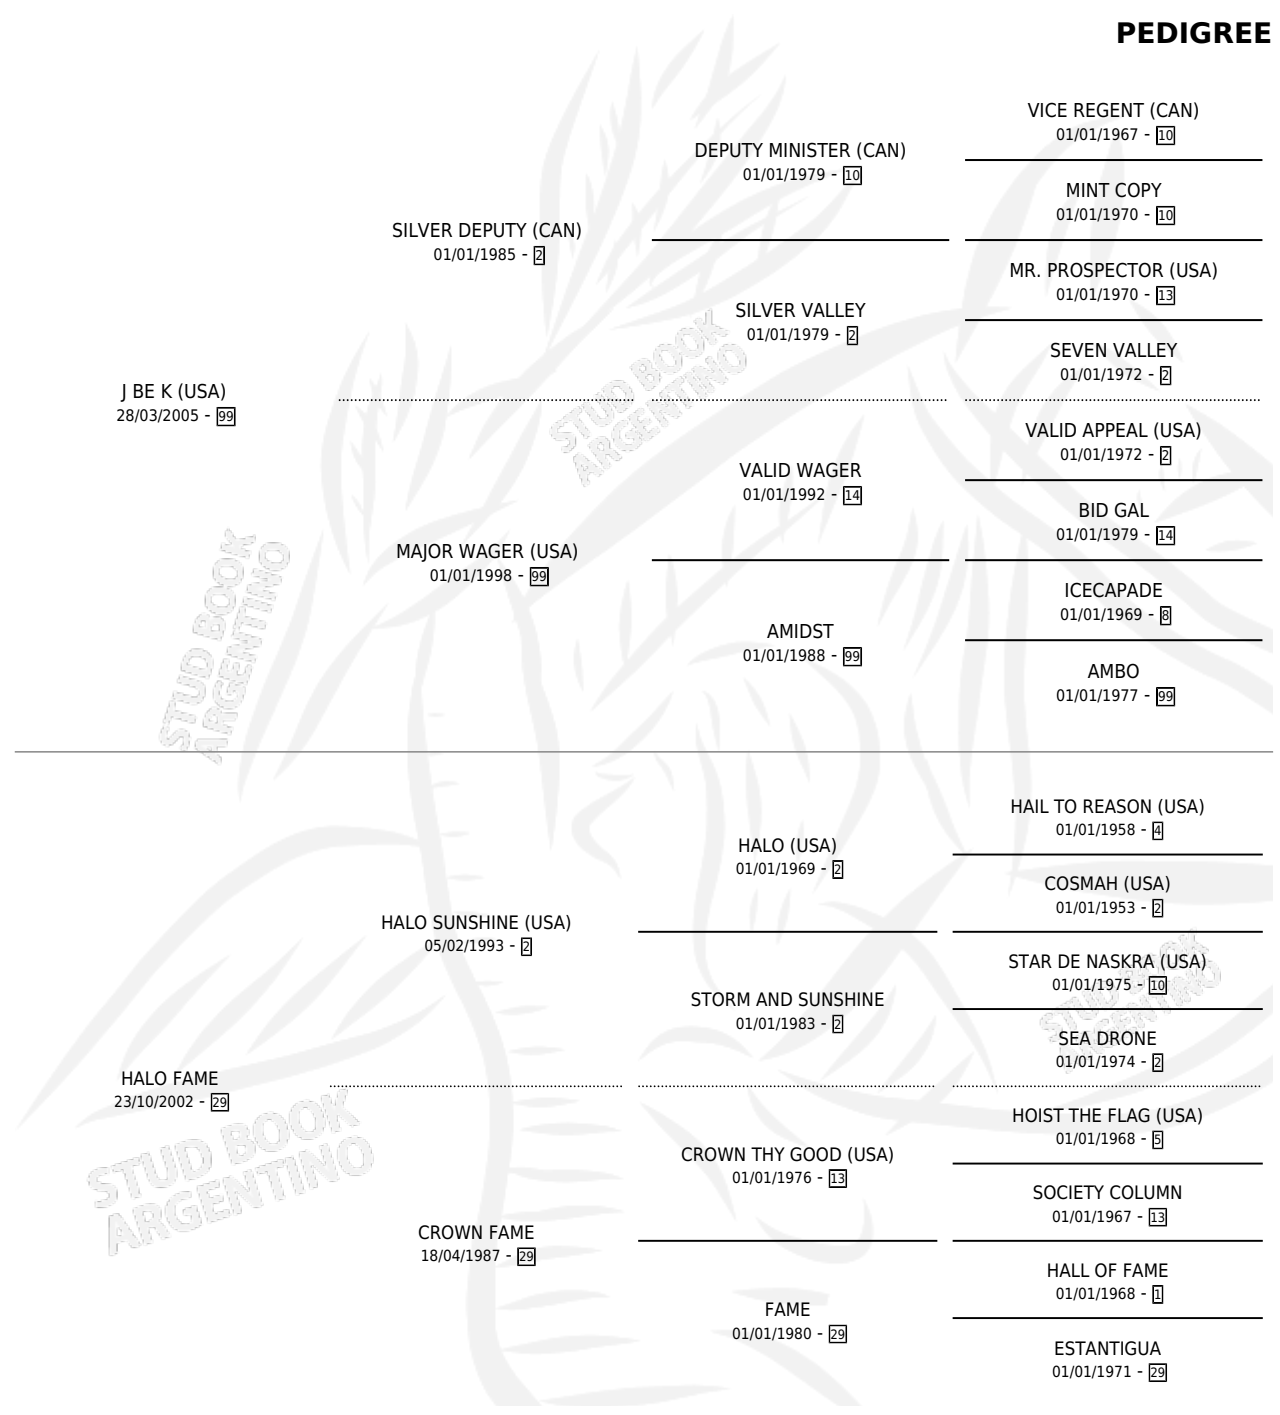 PEDIGREE
VICE REGENT (CAN)
01/01/1967 - 10
DEPUTY MINISTER (CAN)
01/01/1979 - 10
MINT COPY
01/01/1970 - 10
SILVER DEPUTY (CAN)
01/01/1985 - 2
MR. PROSPECTOR (USA)
01/01/1970 - 13
SILVER VALLEY
01/01/1979 - 2
SEVEN VALLEY
01/01/1972 - 2
STUD BOOK
ARGENTINO
J BE K (USA)
28/03/2005 - 99
VALID APPEAL (USA)
01/01/1972 - 2
VALID WAGER
01/01/1992 - 14
BID GAL
01/01/1979 - 14
MAJOR WAGER (USA)
01/01/1998 - 99
ICECAPADE
01/01/1969 - 8
AMIDST
01/01/1988 - 99
AMBO
01/01/1977 - 99
STUD BOOK
ARGENTINO
HAIL TO REASON (USA)
01/01/1958 - 4
HALO (USA)
01/01/1969 - 2
COSMAH (USA)
01/01/1953 - 2
HALO SUNSHINE (USA)
05/02/1993 - 2
STAR DE NASKRA (USA)
01/01/1975 - 10
STORM AND SUNSHINE
01/01/1983 - 2
SEA DRONE
01/01/1974 - 2
STUD BOOK
ARGENTINO
HALO FAME
23/10/2002 - 29
HOIST THE FLAG (USA)
01/01/1968 - 5
CROWN THY GOOD (USA)
01/01/1976 - 13
SOCIETY COLUMN
01/01/1967 - 13
STUD BOOK
ARGENTINO
CROWN FAME
18/04/1987 - 29
HALL OF FAME
01/01/1968 - 1
FAME
01/01/1980 - 29
ESTANTIGUA
01/01/1971 - 29